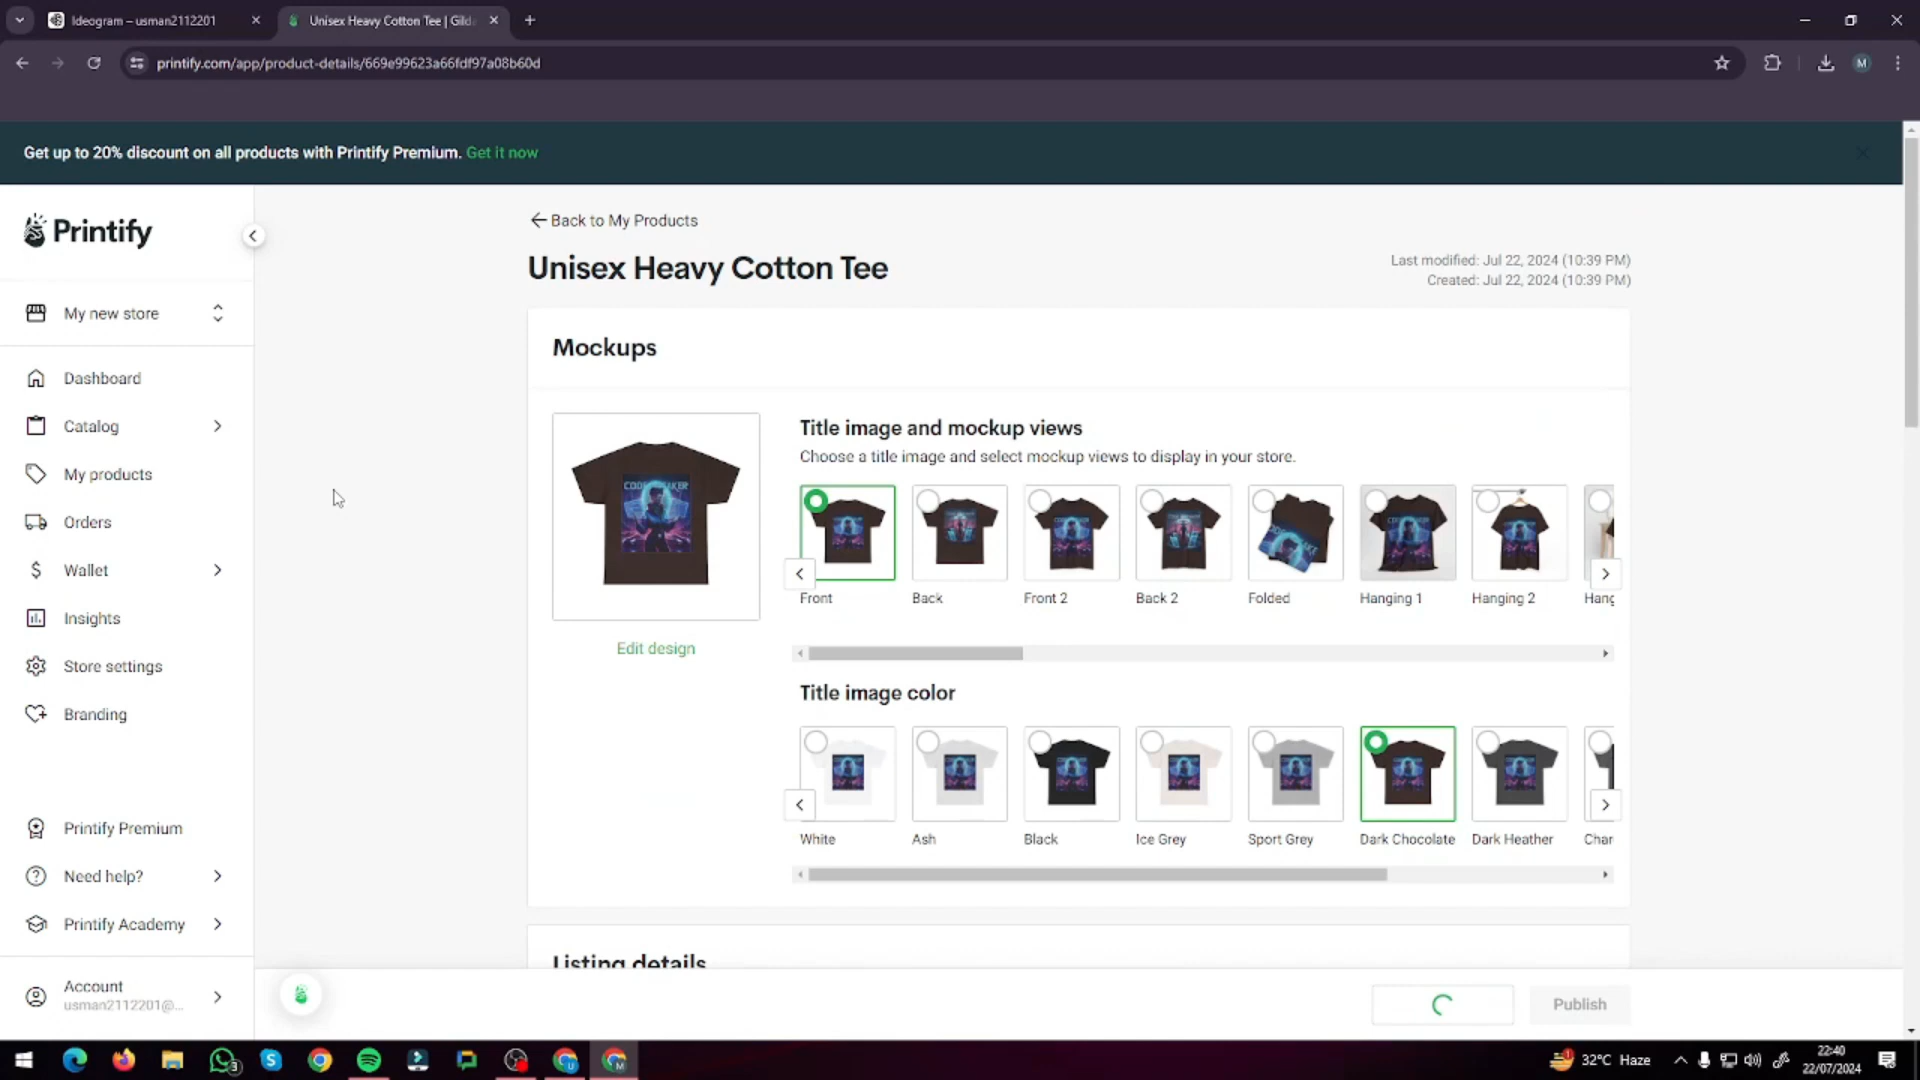 Ideogram – usman2112201
Unisex Heavy Cotton Tee | Gild
printify.com/app/product-details/669e99623a66fdf97a08b60d
M
Get up to 20% discount on all products with Printify Premium. Get it now
Printify
My new store
Dashboard
Catalog
My products
Orders
Wallet
Insights
Store settings
Branding
Printify Premium
Need help?
Printify Academy
Account
usman2112201@...
Back to My Products
Unisex Heavy Cotton Tee
Last modified: Jul 22, 2024 (10:39 PM)
Created: Jul 22, 2024 (10:39 PM)
Mockups
Edit design
Title image and mockup views
Choose a title image and select mockup views to display in your store.
Front Back Front 2 Back 2 Folded Hanging 1 Hanging 2 Hang
Title image color
White Ash Black Ice Grey Sport Grey Dark Chocolate Dark Heather Char
Listing details
Publish
3
32°C Haze
22:40
22/07/2024